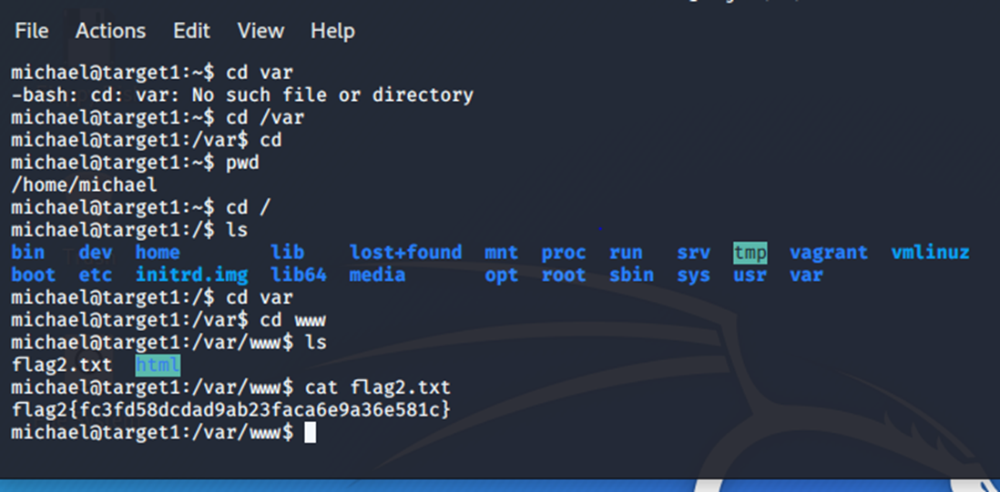 File Actions Edit View Help
michael@target1:~$ cd var
-bash: cd: var: No such file or directory
michael@target1:~$ cd /var
michael@target1:/var$ cd
michael@target1:~$ pwd
/home/michael
michael@target1:~$ cd /
michael@target1:/$ ls
bin dev home lib lost+found mnt proc run srv tmp vagrant vmlinuz
boot etc initrd.img lib64 media opt root sbin sys usr var
michael@target1:/$ cd var
michael@target1:/var$ cd www
michael@target1:/var/www$ ls
flag2.txt html
michael@target1:/var/www$ cat flag2.txt
flag2{fc3fd58dcdad9ab23faca6e9a36e581c}
michael@target1:/var/www$